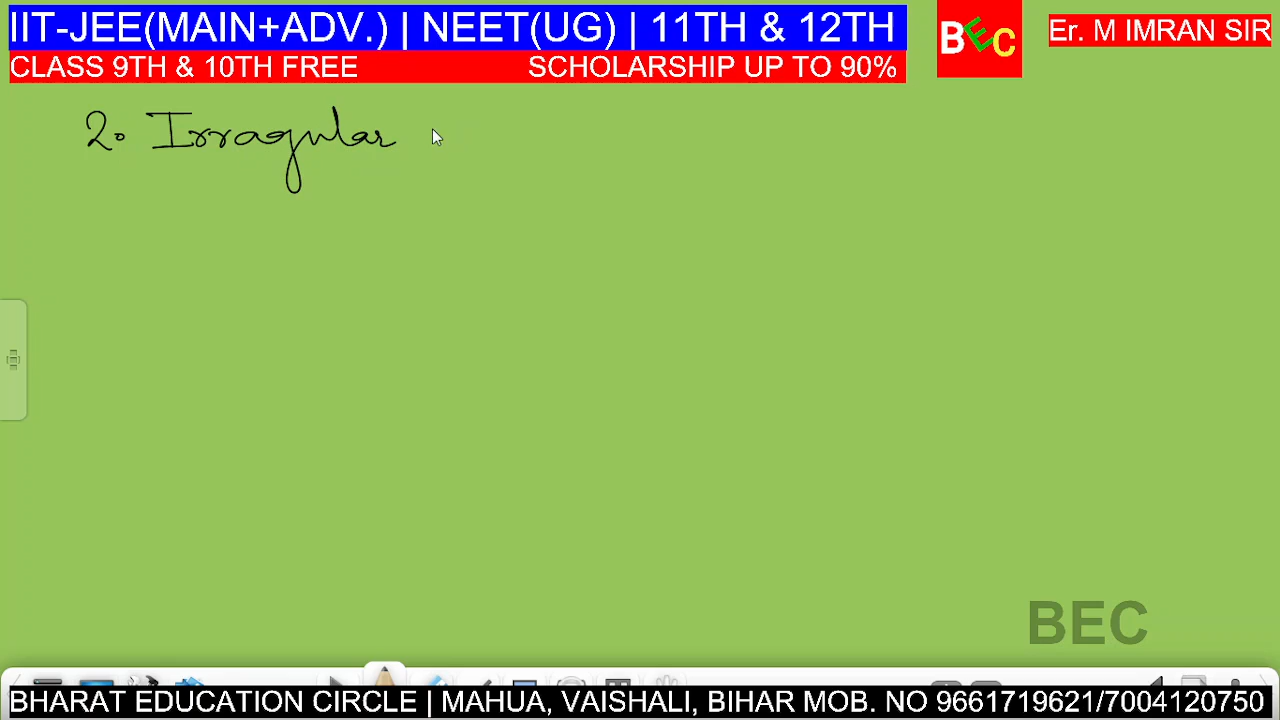 IIT-JEE(MAIN+ADV.) | NEET(UG) | 11TH & 12TH
BEC
Er. M IMRAN SIR
CLASS 9TH & 10TH FREE SCHOLARSHIP UP TO 90%
2. Irragular
BEC
BHARAT EDUCATION CIRCLE | MAHUA, VAISHALI, BIHAR MOB. NO 9661719621/7004120750